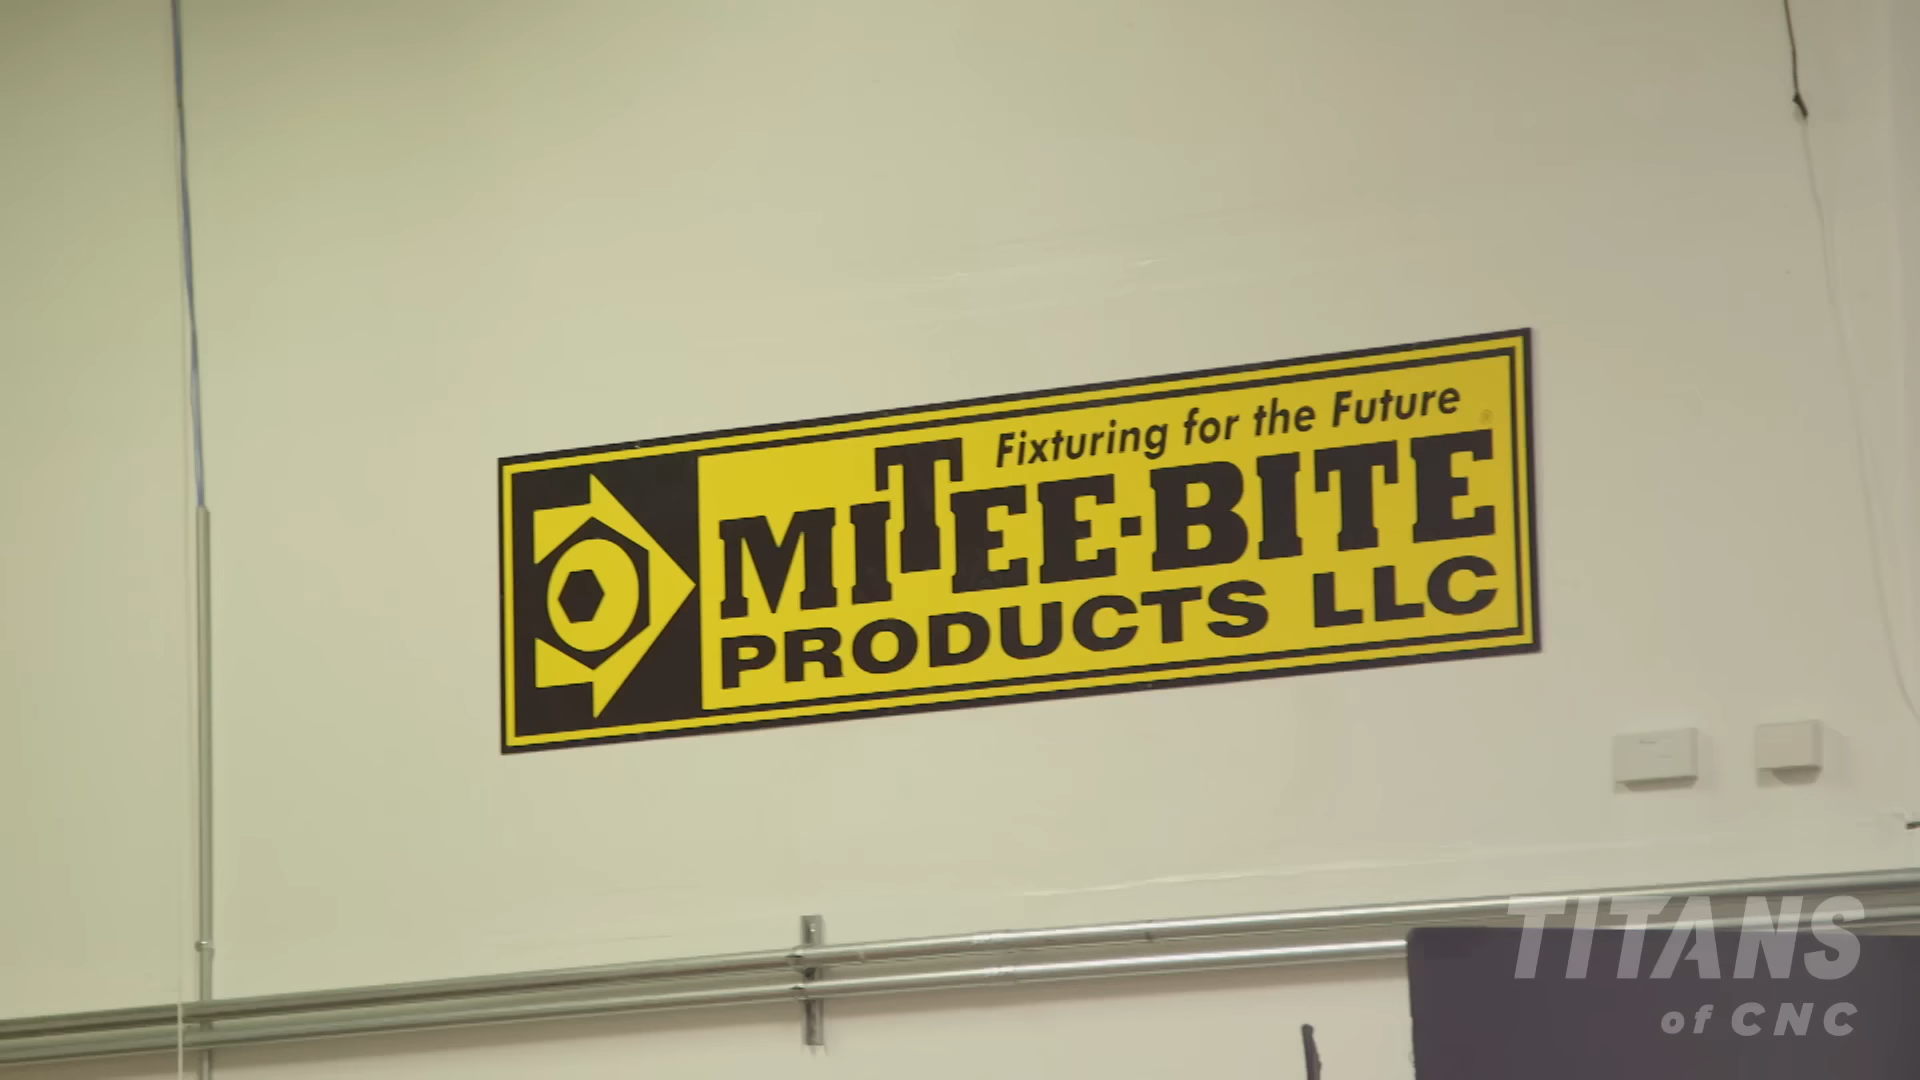 Fixturing for the Future
MITEE-BITE
®
PRODUCTS LLC
TITANS
of CNC